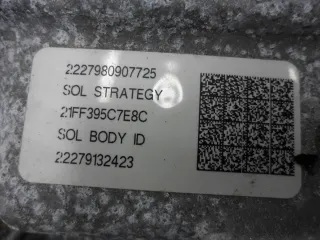 2227980907725
SOL STRATEGY
21FF395C7E8C
SOL BODY ID
22279132423